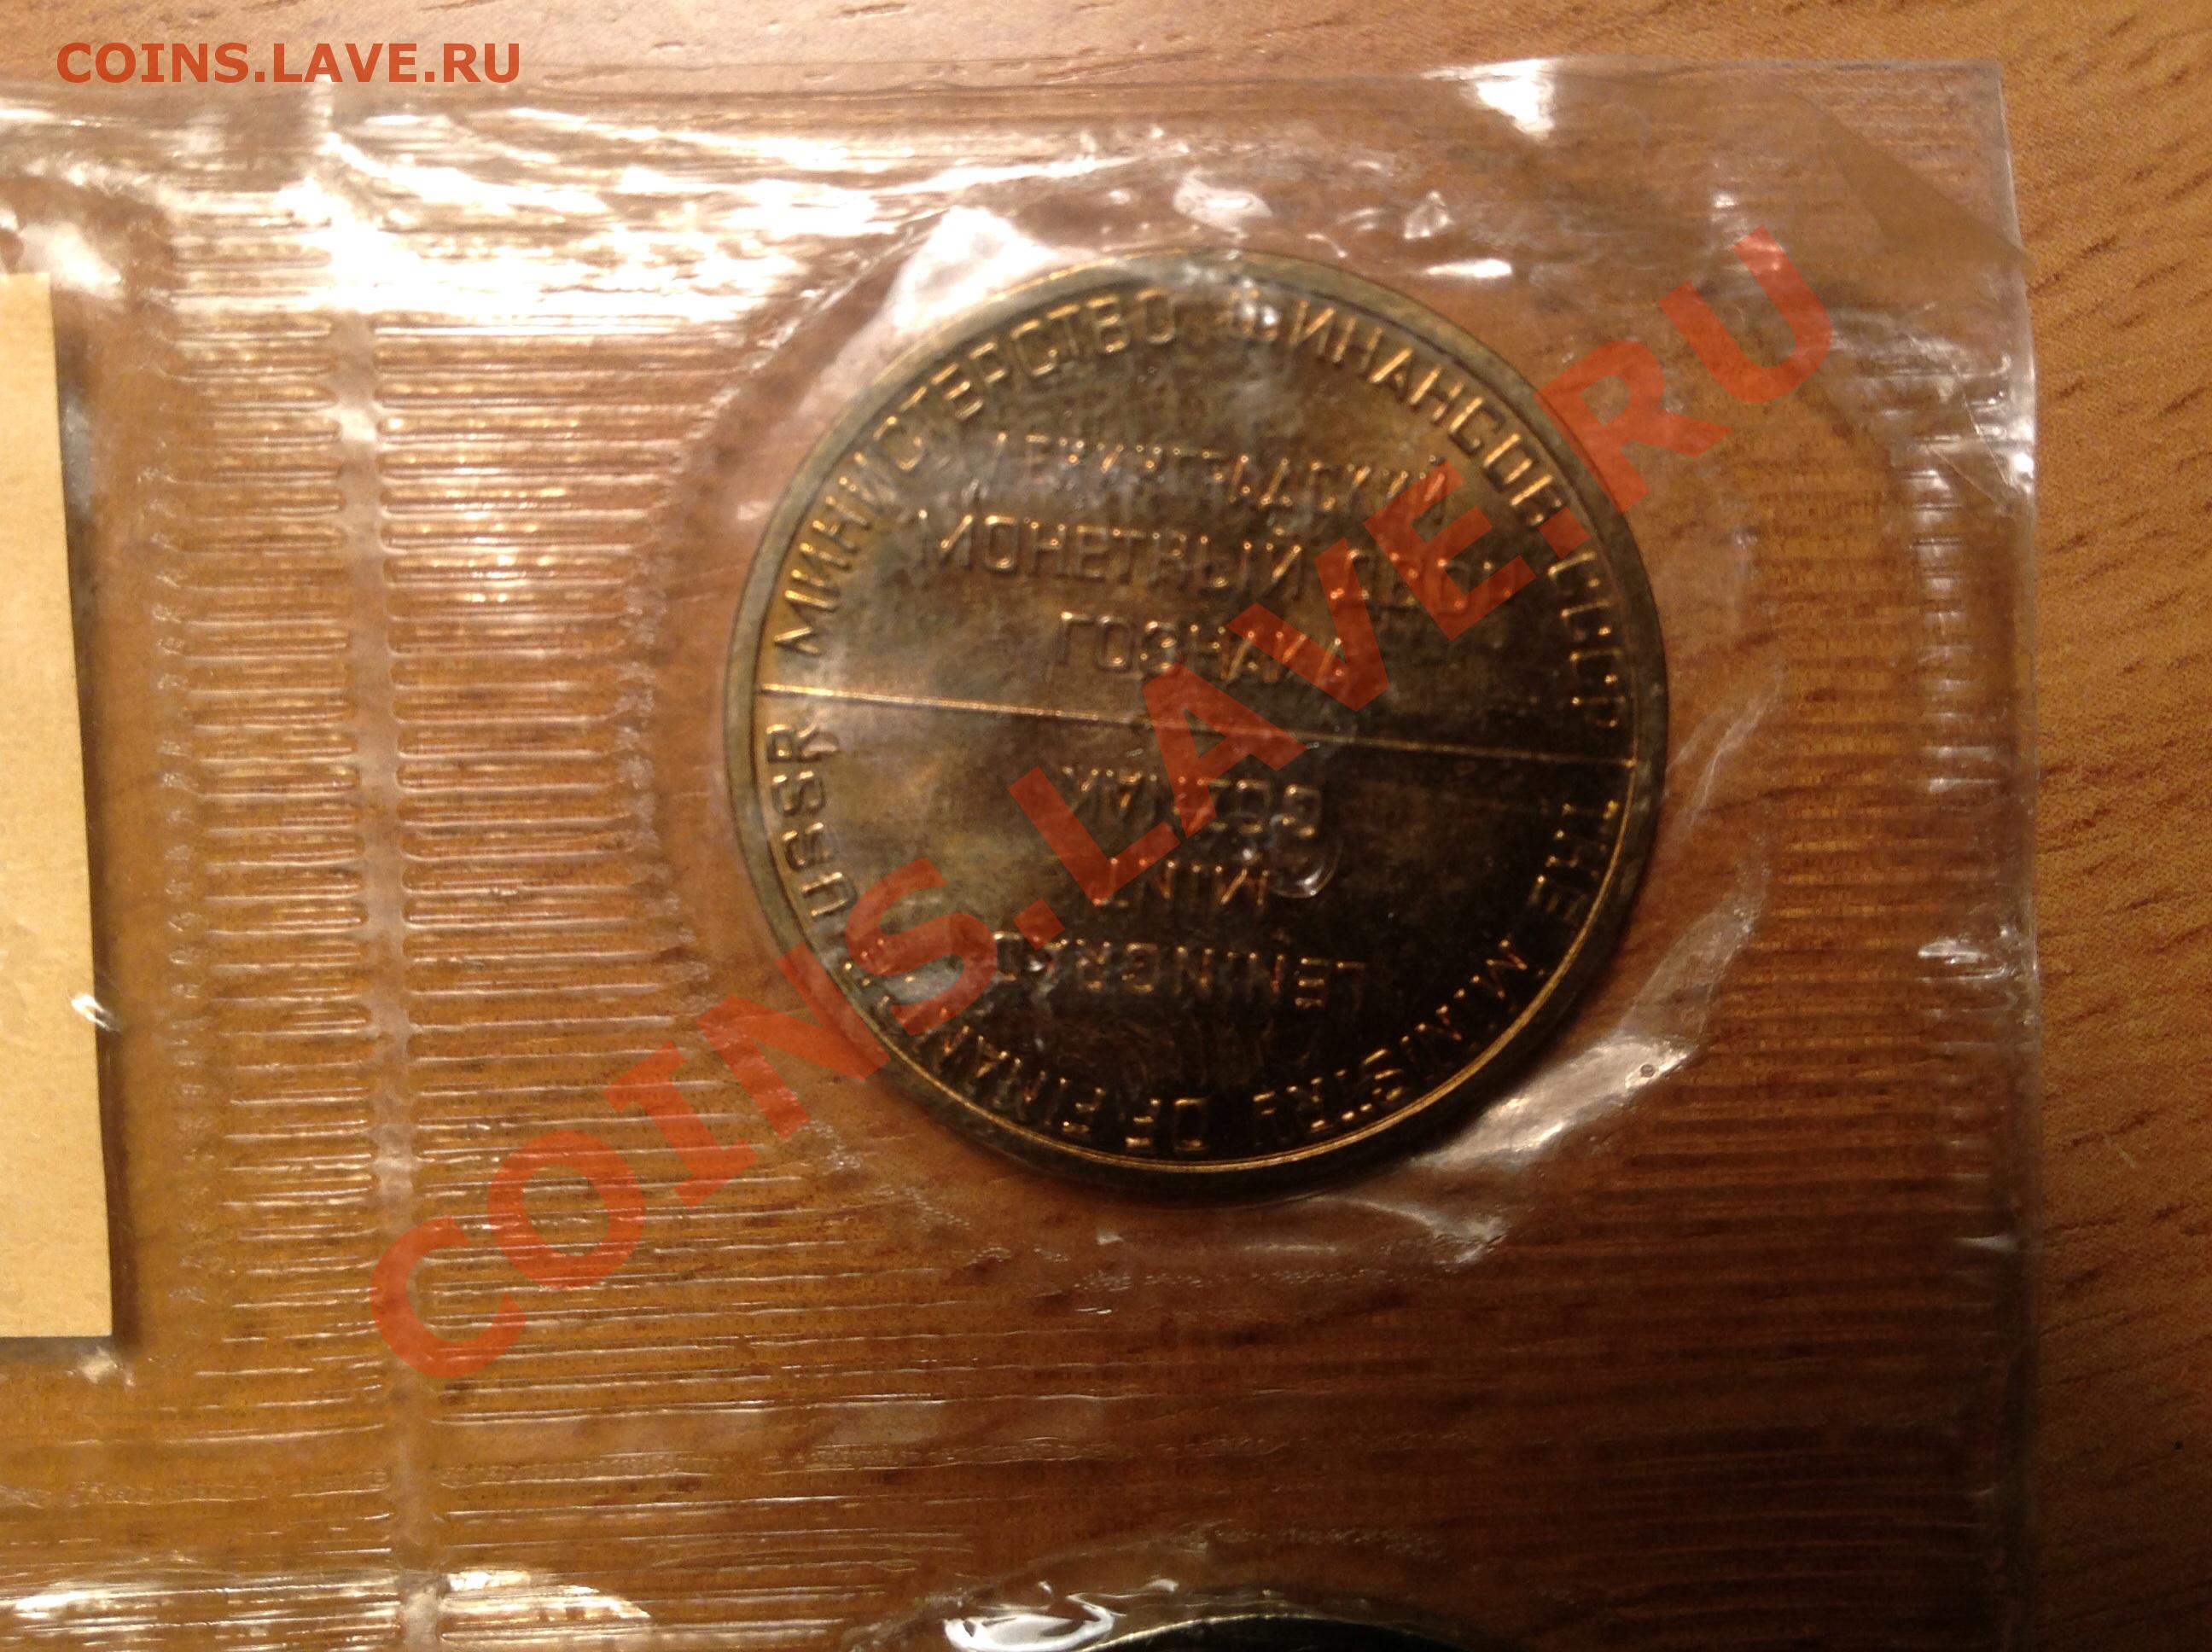 COINS.LAVE.RU
МИНИСТЕРСТВО ФИНАНСОВ СССР
ЛЕНИНГРАДСКИЙ
МОНЕТНЫЙ ДВОР
ГОЗНАКА
THE MINISTRY OF FINANCE USSR
LENINGRAD
MINT
GOZNAK
COINS.LAVE.RU